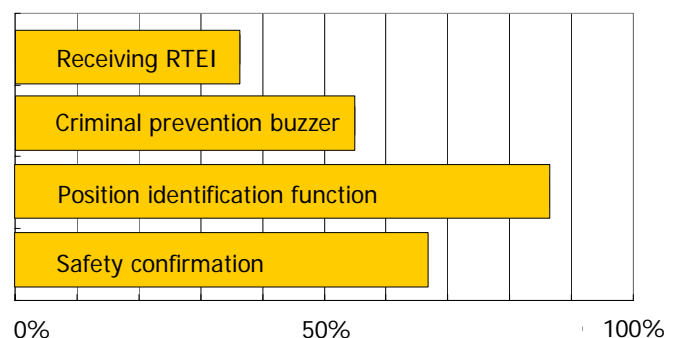 Receiving RTEI
Criminal prevention buzzer
Position identification function
Safety confirmation
0% 50% 100%